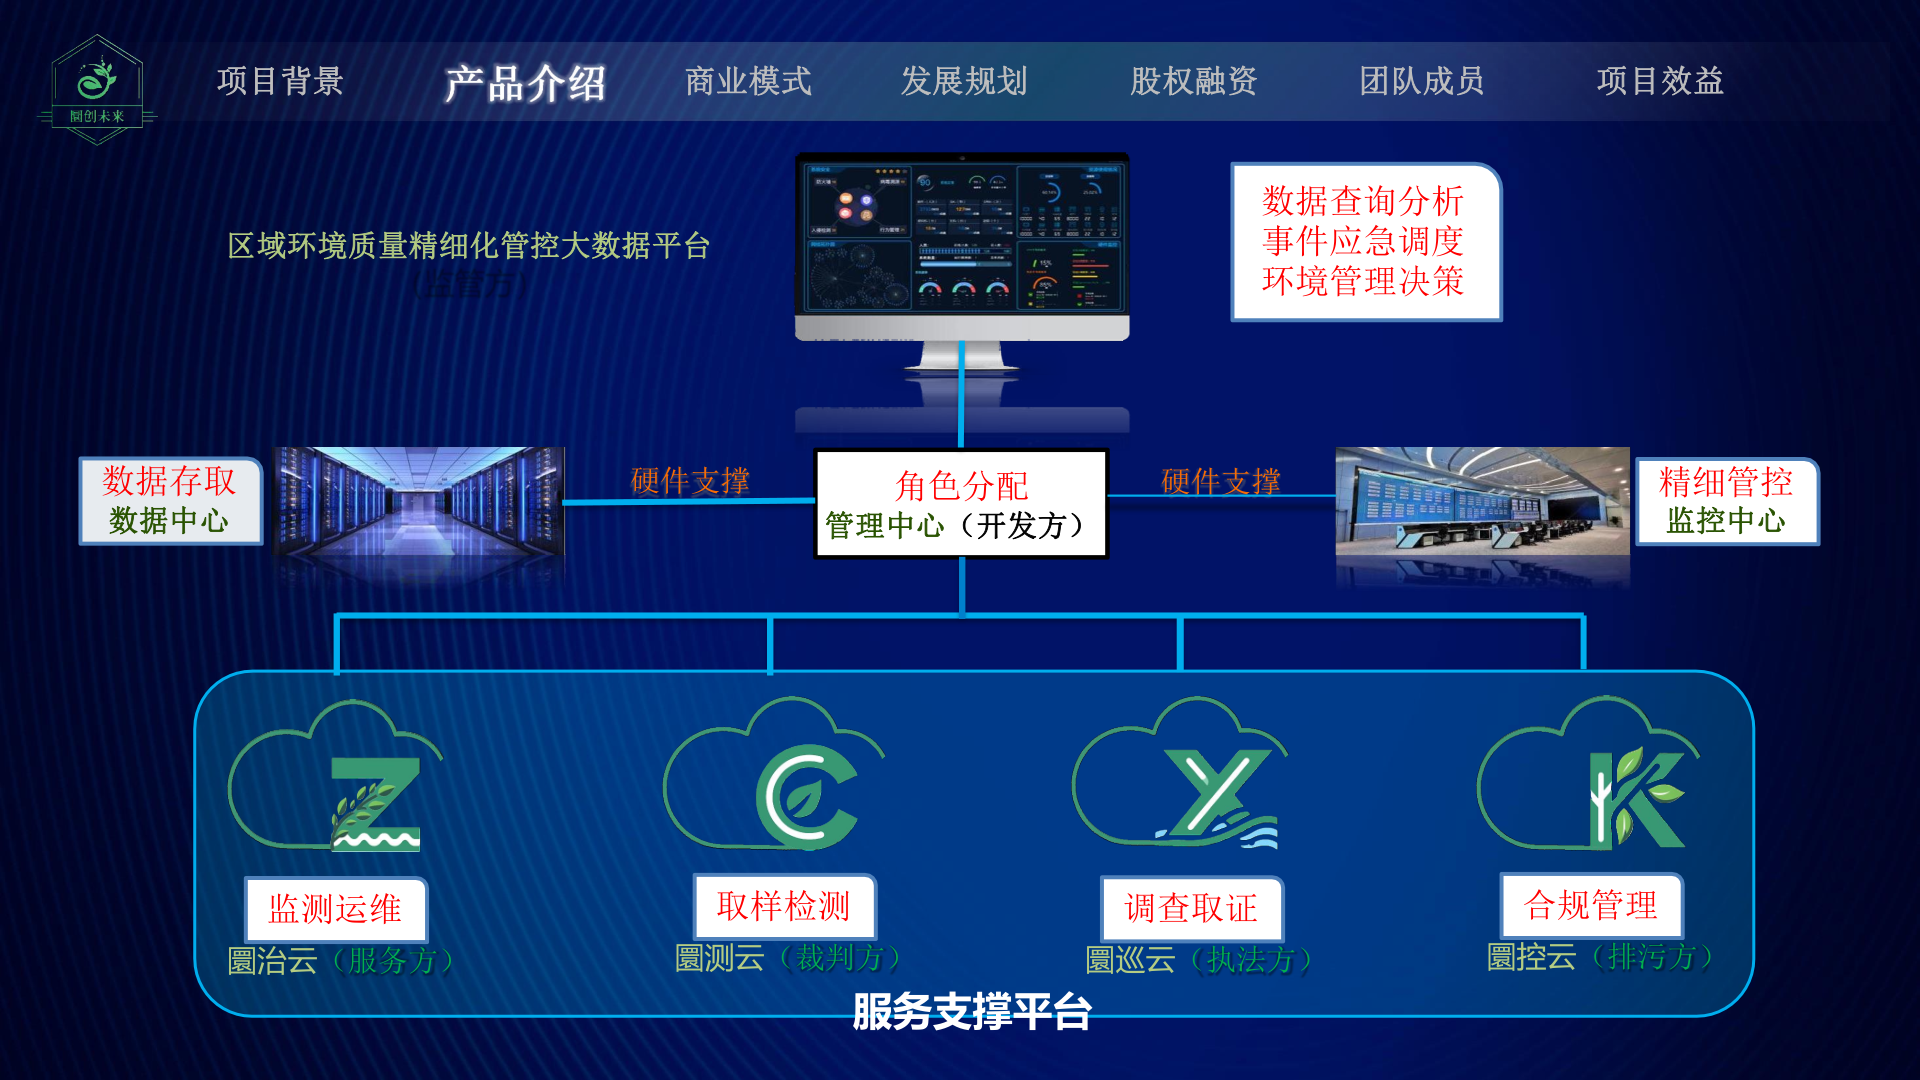 圜创未来
项目背景
产品介绍
商业模式
发展规划
股权融资
团队成员
项目效益
区域环境质量精细化管控大数据平台
（监管方）
数据查询分析
事件应急调度
环境管理决策
数据存取
数据中心
硬件支撑
角色分配
管理中心（开发方）
硬件支撑
精细管控
监控中心
监测运维
圜治云（服务方）
取样检测
圜测云（裁判方）
调查取证
圜巡云（执法方）
合规管理
圜控云（排污方）
服务支撑平台